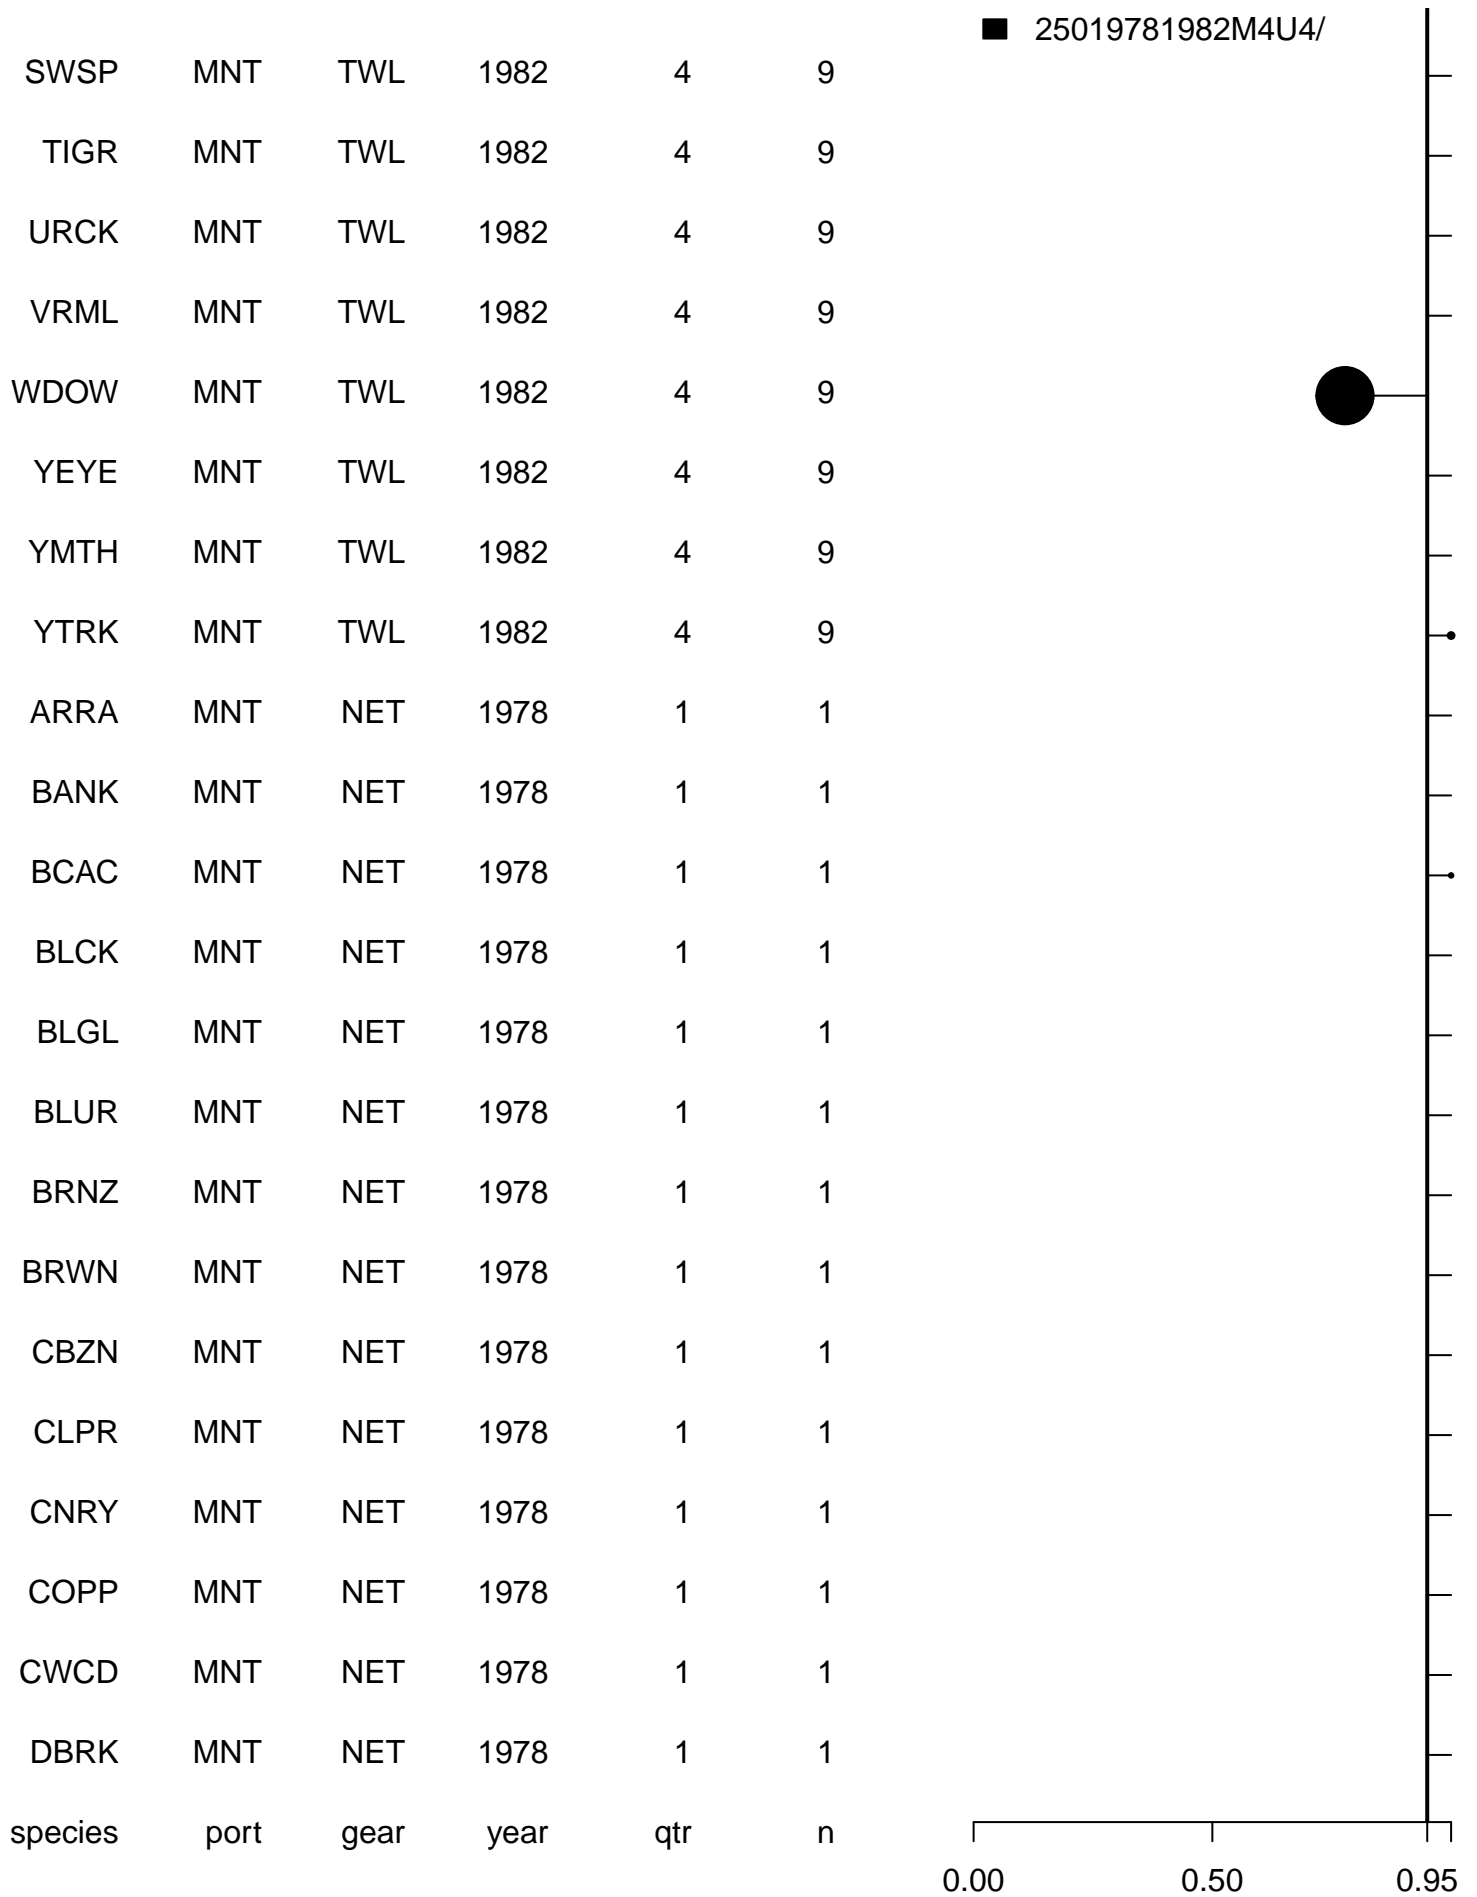 25019781982M4U4/
SWSP MNT TWL 1982 4 9
TIGR MNT TWL 1982 4 9
URCK MNT TWL 1982 4 9
VRML MNT TWL 1982 4 9
WDOW MNT TWL 1982 4 9
YEYE MNT TWL 1982 4 9
YMTH MNT TWL 1982 4 9
YTRK MNT TWL 1982 4 9
ARRA MNT NET 1978 1 1
BANK MNT NET 1978 1 1
BCAC MNT NET 1978 1 1
BLCK MNT NET 1978 1 1
BLGL MNT NET 1978 1 1
BLUR MNT NET 1978 1 1
BRNZ MNT NET 1978 1 1
BRWN MNT NET 1978 1 1
CBZN MNT NET 1978 1 1
CLPR MNT NET 1978 1 1
CNRY MNT NET 1978 1 1
COPP MNT NET 1978 1 1
CWCD MNT NET 1978 1 1
DBRK MNT NET 1978 1 1
species port gear year qtr n
0.00 0.50 0.95